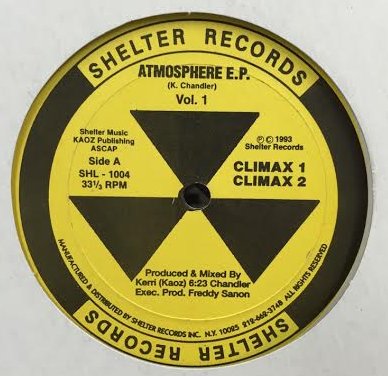 SHELTER RECORDS
ATMOSPHERE E.P.
(K. Chandler)
Vol. 1
Shelter Music
KAOZ Publishing
ASCAP
Side A
SHL - 1004
33⅓ RPM
℗ © 1993
Shelter Records
CLIMAX 1
CLIMAX 2
Produced & Mixed By
Kerri (Kaoz) 6:23 Chandler
Exec. Prod. Freddy Sanon
MANUFACTURED & DISTRIBUTED BY SHELTER RECORDS INC. N.Y. 10025 212-662-3748 ALL RIGHTS RESERVED
SHELTER RECORDS